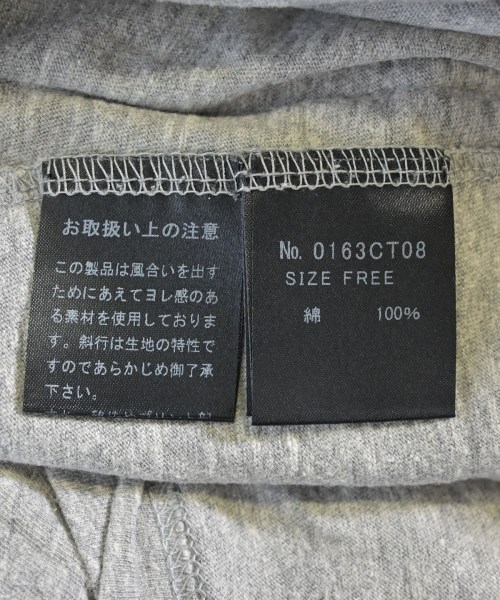 お取扱い上の注意
この製品は風合いを出す
ためにあえてヨレ感のあ
る素材を使用しておりま
す。斜行は生地の特性で
すのであらかじめ御了承
下さい。
No. 0163CT08
SIZE FREE
綿 100%